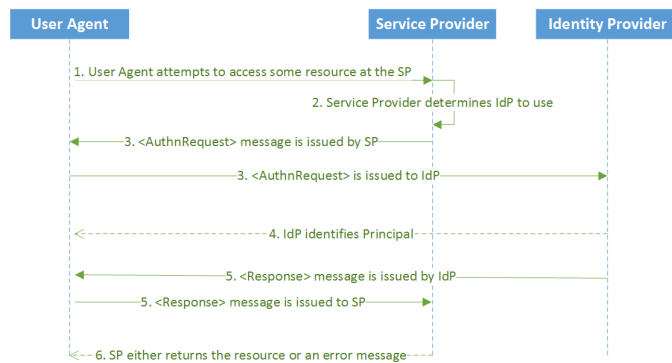 User Agent
Service Provider
Identity Provider
1. User Agent attempts to access some resource at the SP
2. Service Provider determines IdP to use
3. <AuthnRequest> message is issued by SP
3. <AuthnRequest> is issued to IdP
4. IdP identifies Principal
5. <Response> message is issued by IdP
5. <Response> message is issued to SP
6. SP either returns the resource or an error message